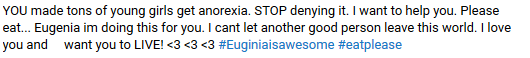 YOU made tons of young girls get anorexia. STOP denying it. I want to help you. Please
eat... Eugenia im doing this for you. I cant let another good person leave this world. I love
you and     want you to LIVE! <3 <3 <3 #Euginiaisawesome #eatplease